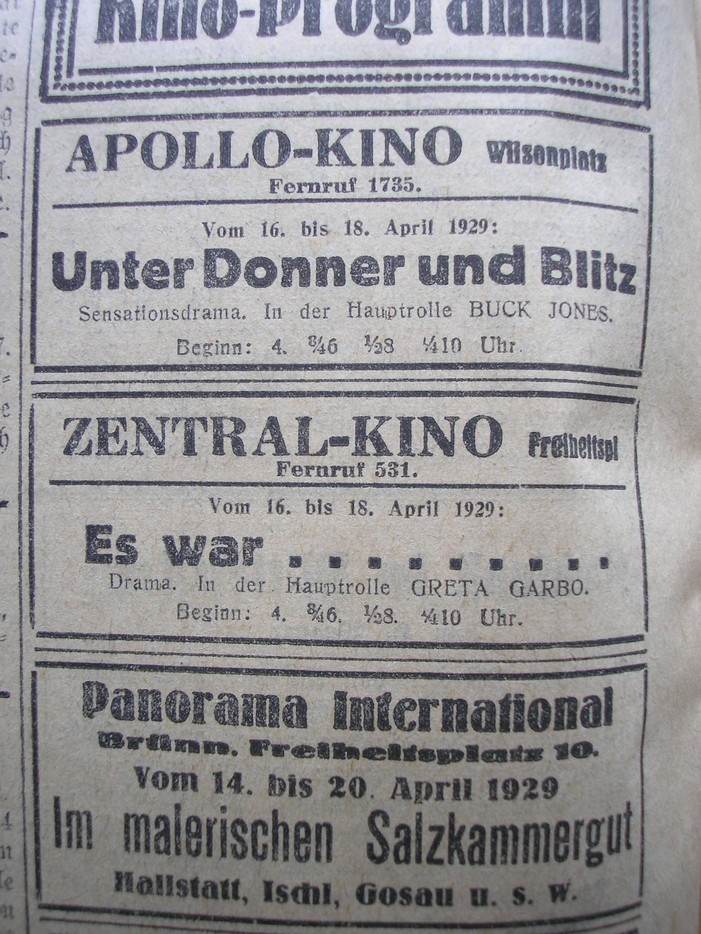 Kino-Programm
APOLLO-KINO Wilsonplatz
Fernruf 1735.
Vom 16. bis 18. April 1929:
Unter Donner und Blitz
Sensationsdrama. In der Hauptrolle BUCK JONES.
Beginn: 4. ¾6 ½8 ¼10 Uhr.
ZENTRAL-KINO Freiheitspl
Fernruf 531.
Vom 16. bis 18. April 1929:
Es war . . . . . . . . .
Drama. In der Hauptrolle GRETA GARBO.
Beginn: 4. ¾6. ½8. ¼10 Uhr.
Panorama International
Brünn, Freiheitsplatz 10.
Vom 14. bis 20. April 1929
Im malerischen Salzkammergut
Hallstatt, Ischl, Gosau u. s. w.